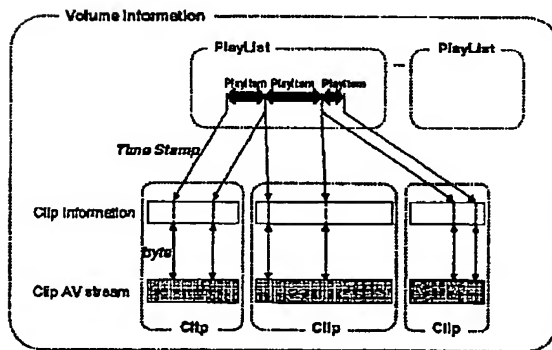 Volume Information
PlayList
PlayList
PlayItem PlayItem PlayItem
Time Stamp
Clip Information
byte
Clip AV stream
Clip
Clip
Clip